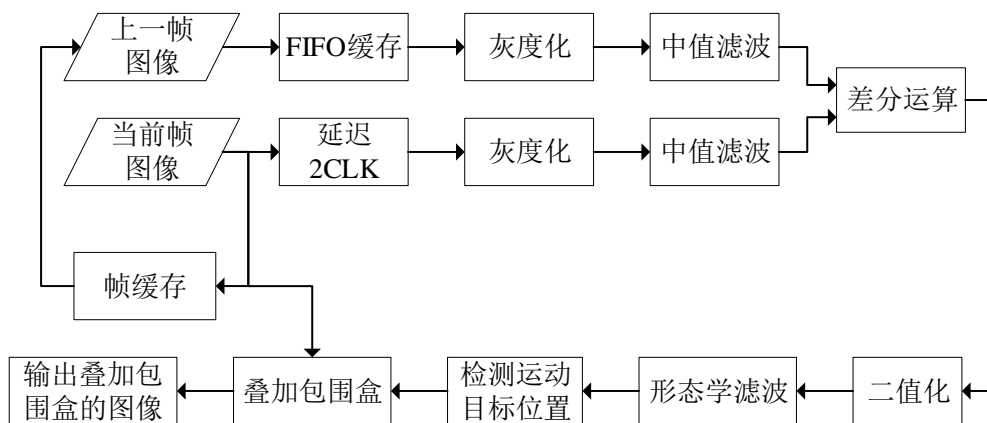 上一帧
图像
FIFO缓存
灰度化
中值滤波
差分运算
当前帧
图像
延迟
2CLK
灰度化
中值滤波
帧缓存
输出叠加包
围盒的图像
叠加包围盒
检测运动
目标位置
形态学滤波
二值化